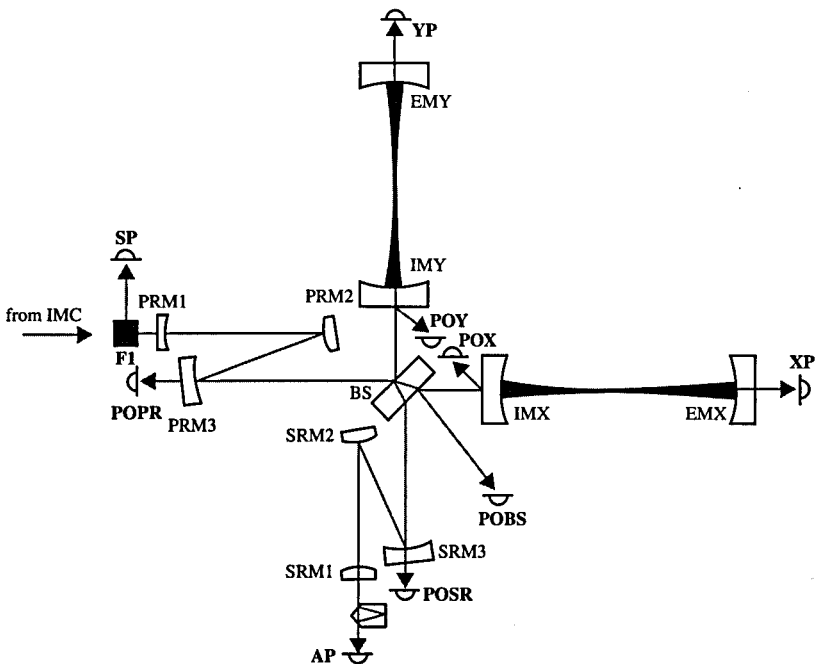 YP
EMY
IMY
SP
PRM1
PRM2
from IMC
POY
POX
F1
XP
BS
POPR
PRM3
IMX
EMX
SRM2
POBS
SRM3
SRM1
POSR
AP